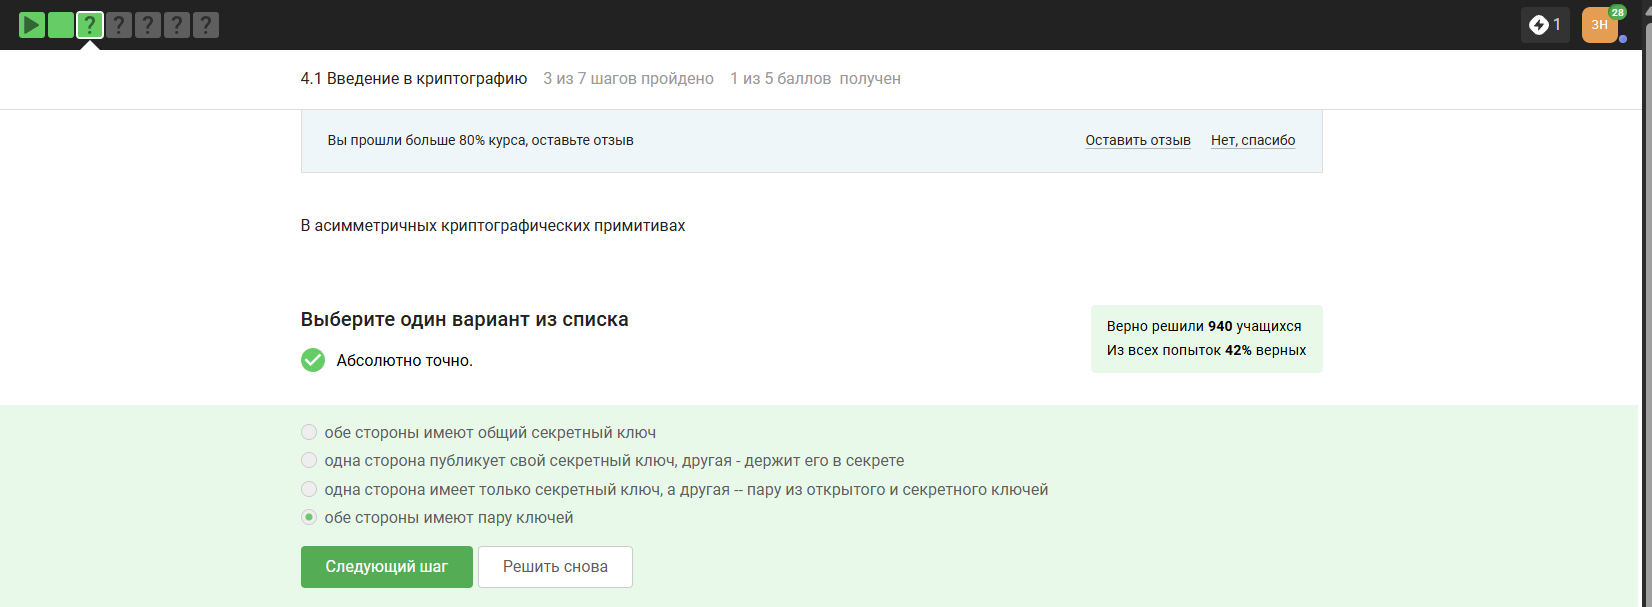 ? ? ? ? ?
1
ЗН
28
4.1 Введение в криптографию 3 из 7 шагов пройдено 1 из 5 баллов получен
Вы прошли больше 80% курса, оставьте отзыв
Оставить отзыв Нет, спасибо
В асимметричных криптографических примитивах
Выберите один вариант из списка
Абсолютно точно.
Верно решили 940 учащихся
Из всех попыток 42% верных
обе стороны имеют общий секретный ключ
одна сторона публикует свой секретный ключ, другая - держит его в секрете
одна сторона имеет только секретный ключ, а другая -- пару из открытого и секретного ключей
обе стороны имеют пару ключей
Следующий шаг
Решить снова